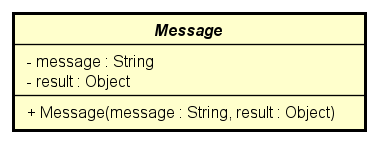 Message
- message : String
- result : Object
+ Message(message : String, result : Object)